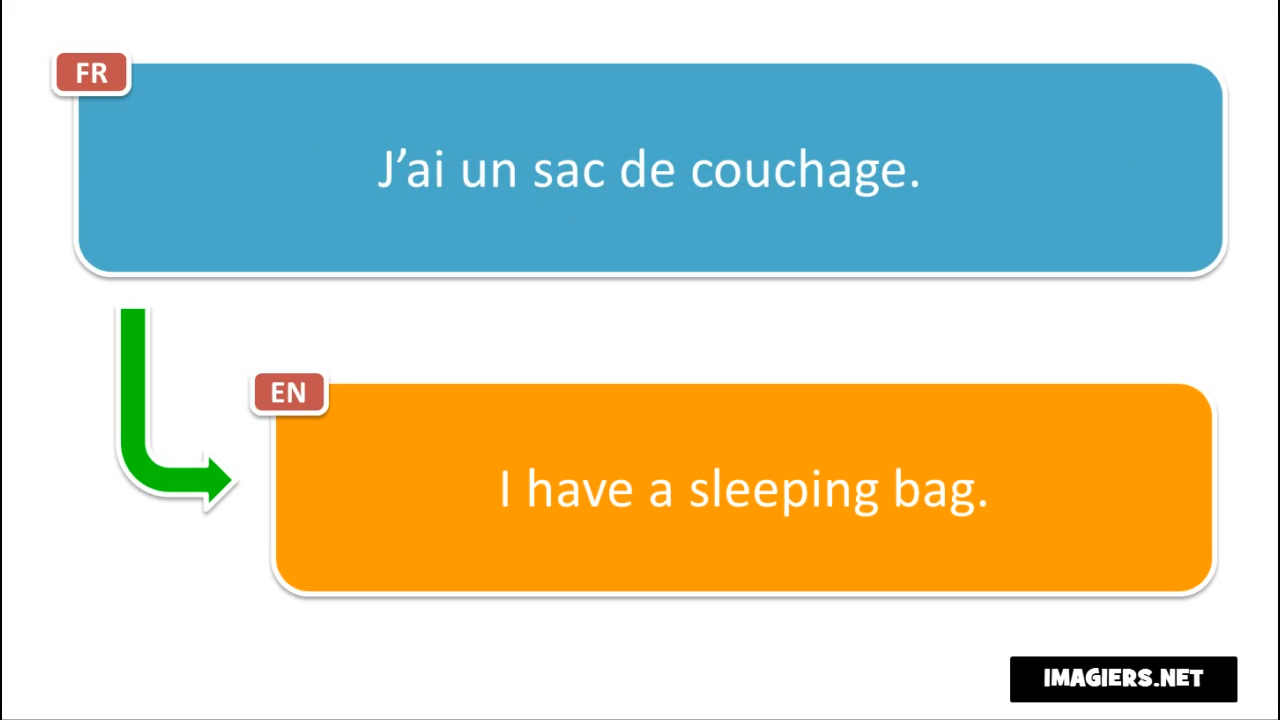 FR
J’ai un sac de couchage.
EN
I have a sleeping bag.
IMAGIERS.NET